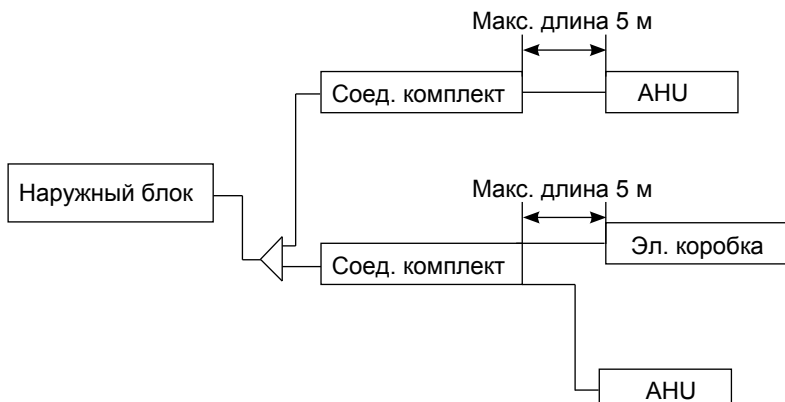 Макс. длина 5 м
Соед. комплект
AHU
Наружный блок
Макс. длина 5 м
Соед. комплект
Эл. коробка
AHU